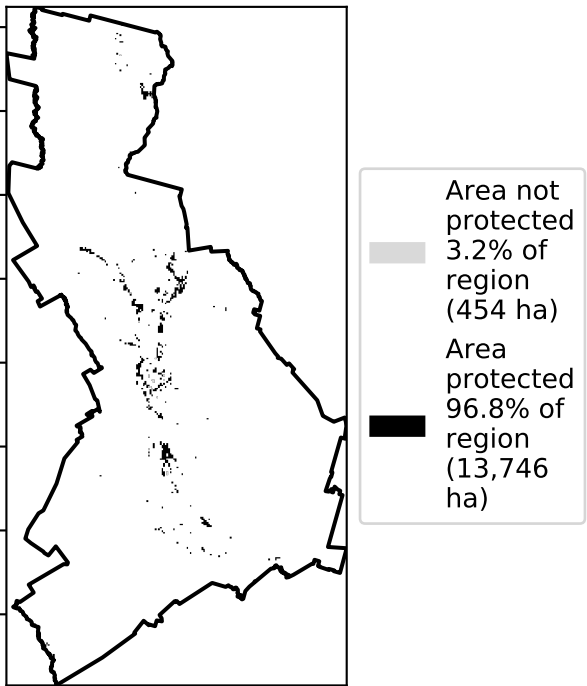 Area not
protected
3.2% of
region
(454 ha)
Area
protected
96.8% of
region
(13,746
ha)